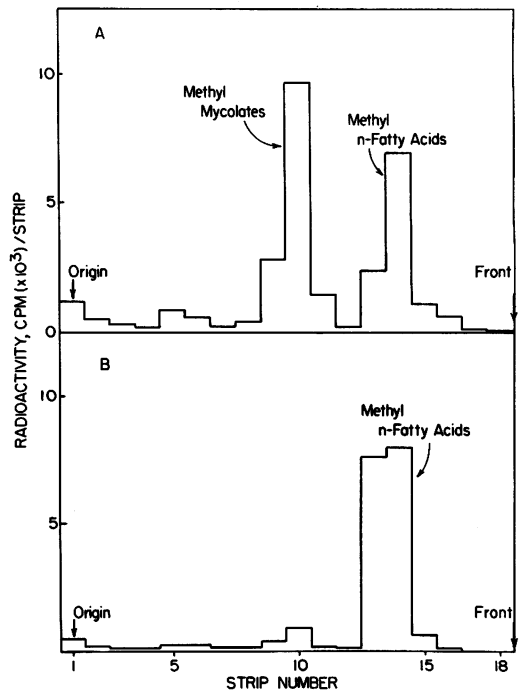 A
10
Methyl
Mycolates
Methyl
n-Fatty Acids
5
Origin
Front
0
RADIOACTIVITY, CPM (x10³)/STRIP
B
10
Methyl
n-Fatty Acids
5
Origin
Front
1 5 10 15 18
STRIP NUMBER